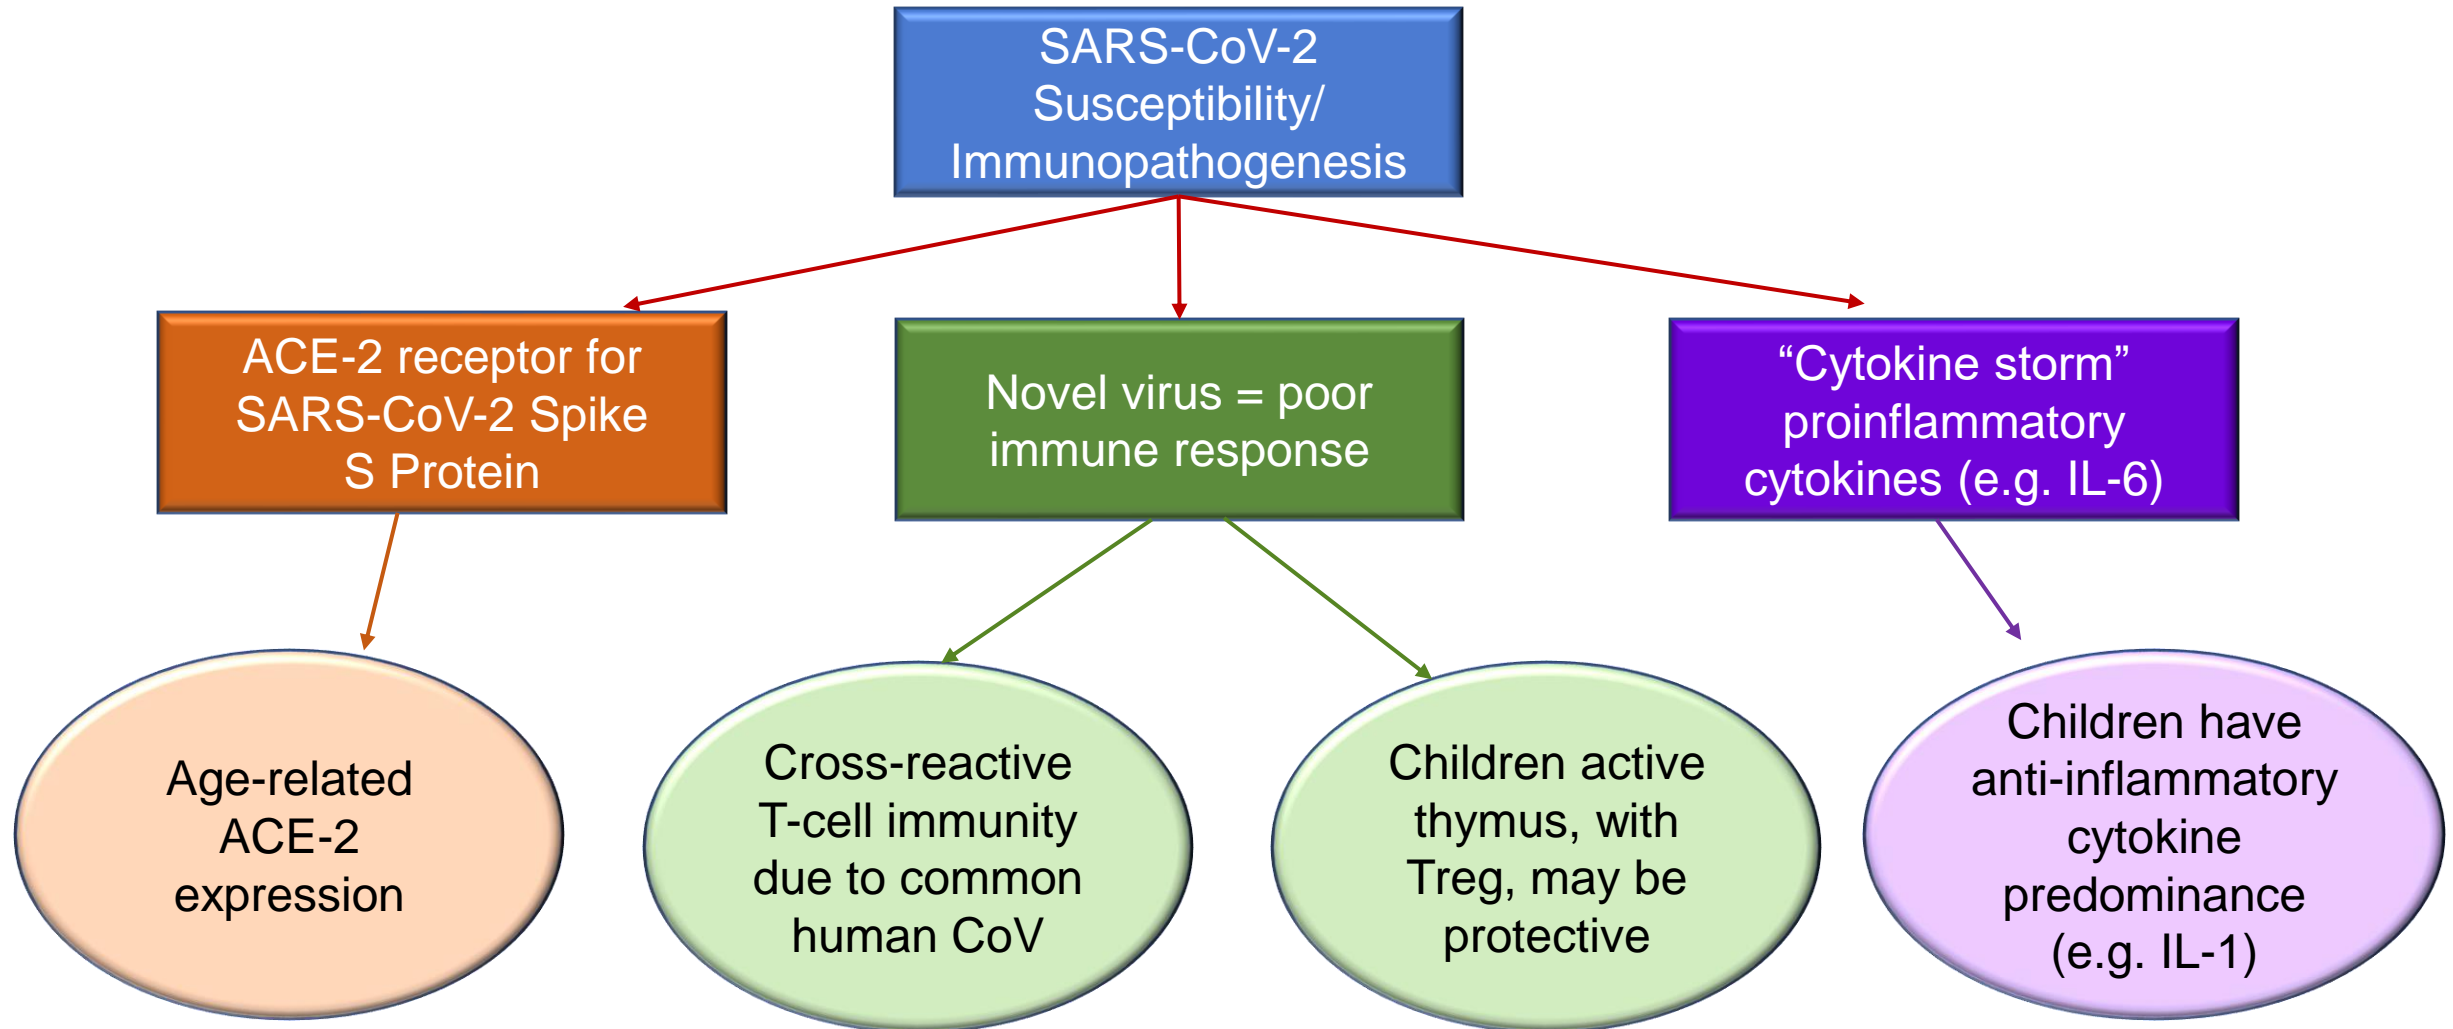 SARS-CoV-2
Susceptibility/
Immunopathogenesis
ACE-2 receptor for
SARS-CoV-2 Spike
S Protein
Novel virus = poor
immune response
“Cytokine storm”
proinflammatory
cytokines (e.g. IL-6)
Age-related
ACE-2
expression
Cross-reactive
T-cell immunity
due to common
human CoV
Children active
thymus, with
Treg, may be
protective
Children have
anti-inflammatory
cytokine
predominance
(e.g. IL-1)